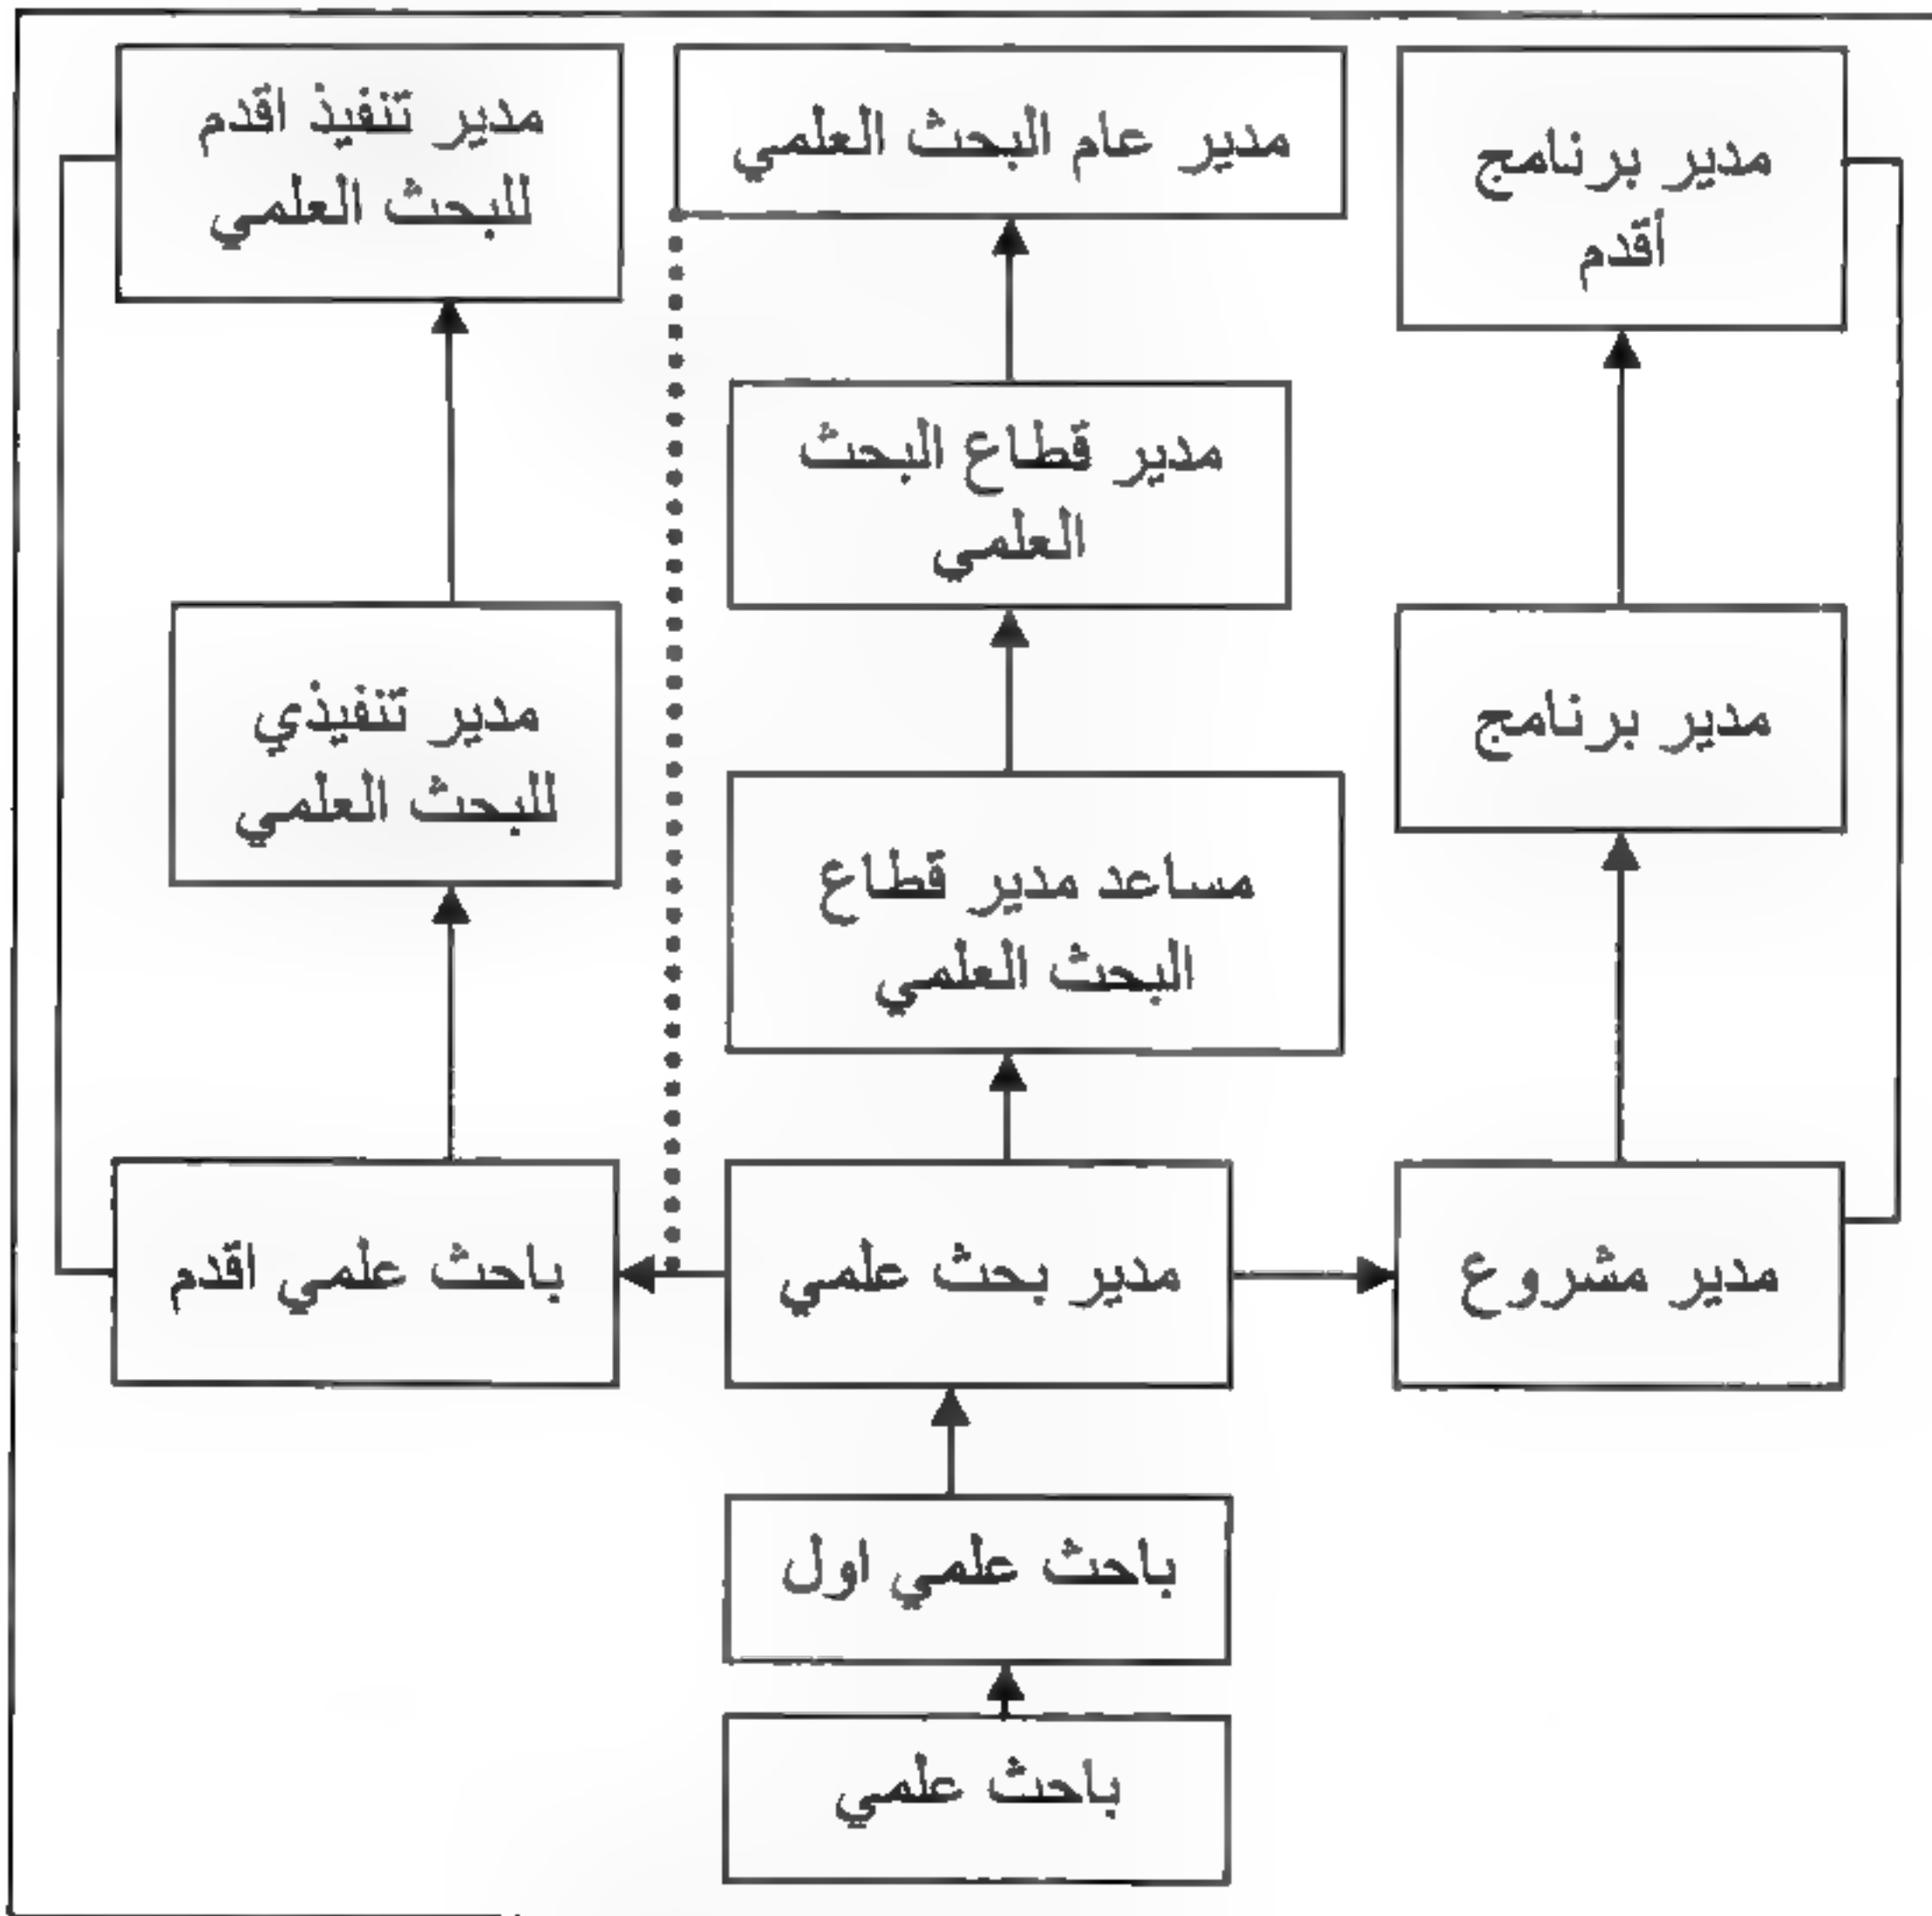 مدير برنامج
أقدم
مدير عام البحث العلمي
مدير تنفيذ اقدم
للبحث العلمي
مدير قطاع البحث
العلمي
مدير برنامج
مدير تنفيذي
للبحث العلمي
مساعد مدير قطاع
البحث العلمي
مدير مشروع
مدير بحث علمي
باحث علمي اقدم
باحث علمي اول
باحث علمي